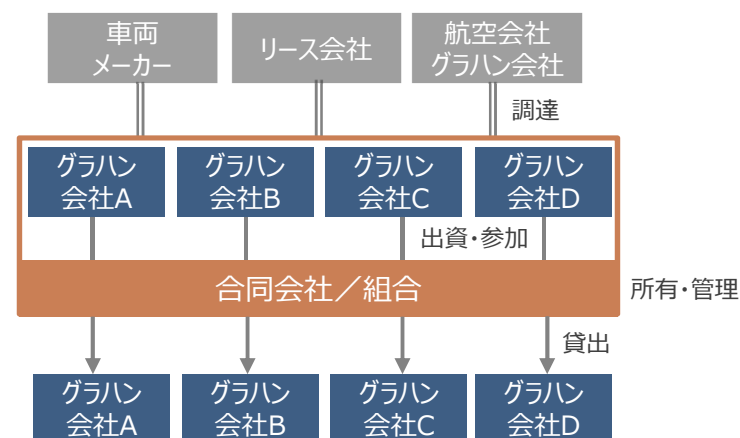 車両
メーカー
リース会社
航空会社
グラハン会社
調達
グラハン
会社A
グラハン
会社B
グラハン
会社C
グラハン
会社D
出資・参加
合同会社／組合
所有・管理
貸出
グラハン
会社A
グラハン
会社B
グラハン
会社C
グラハン
会社D